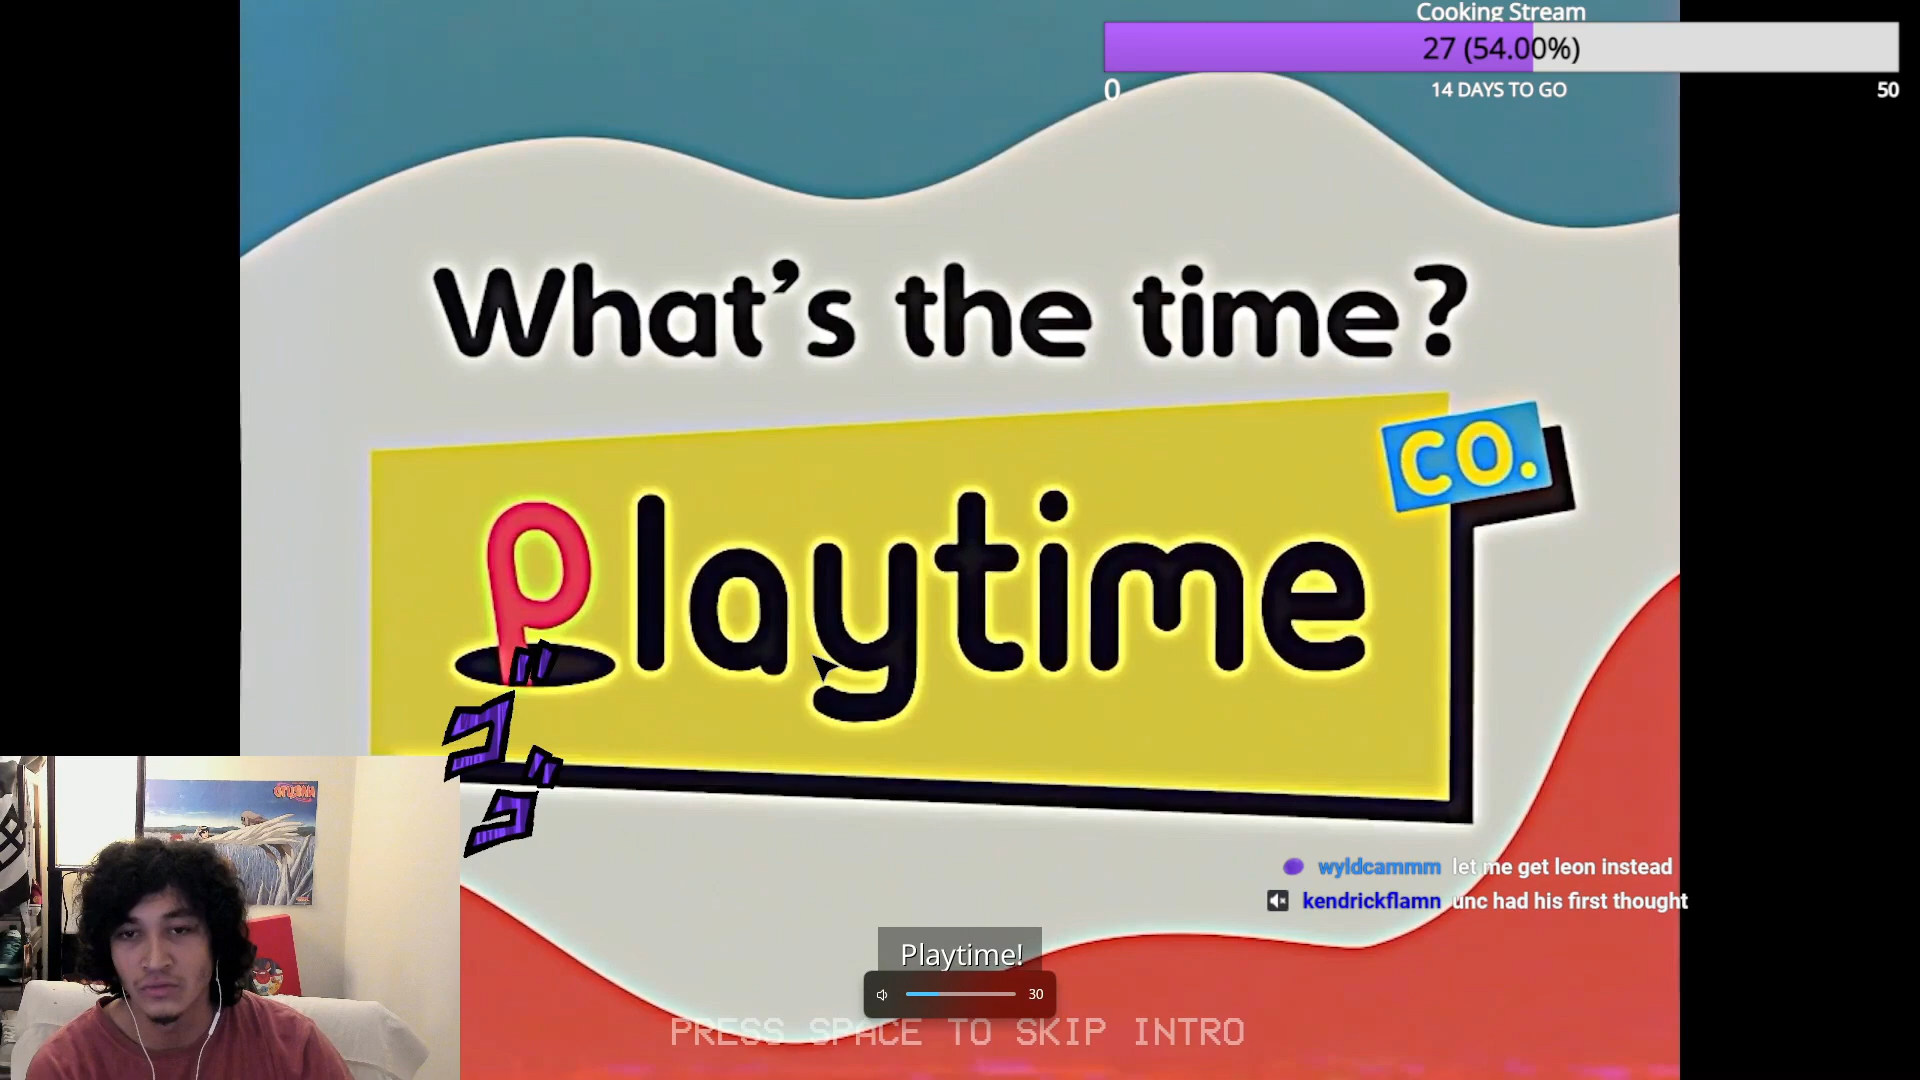 Cooking Stream
27 (54.00%)
0
14 DAYS TO GO
50
What's the time?
Playtime
CO.
wyldcammm let me get leon instead
kendrickflamn unc had his first thought
Playtime!
30
PRESS SPACE TO SKIP INTRO